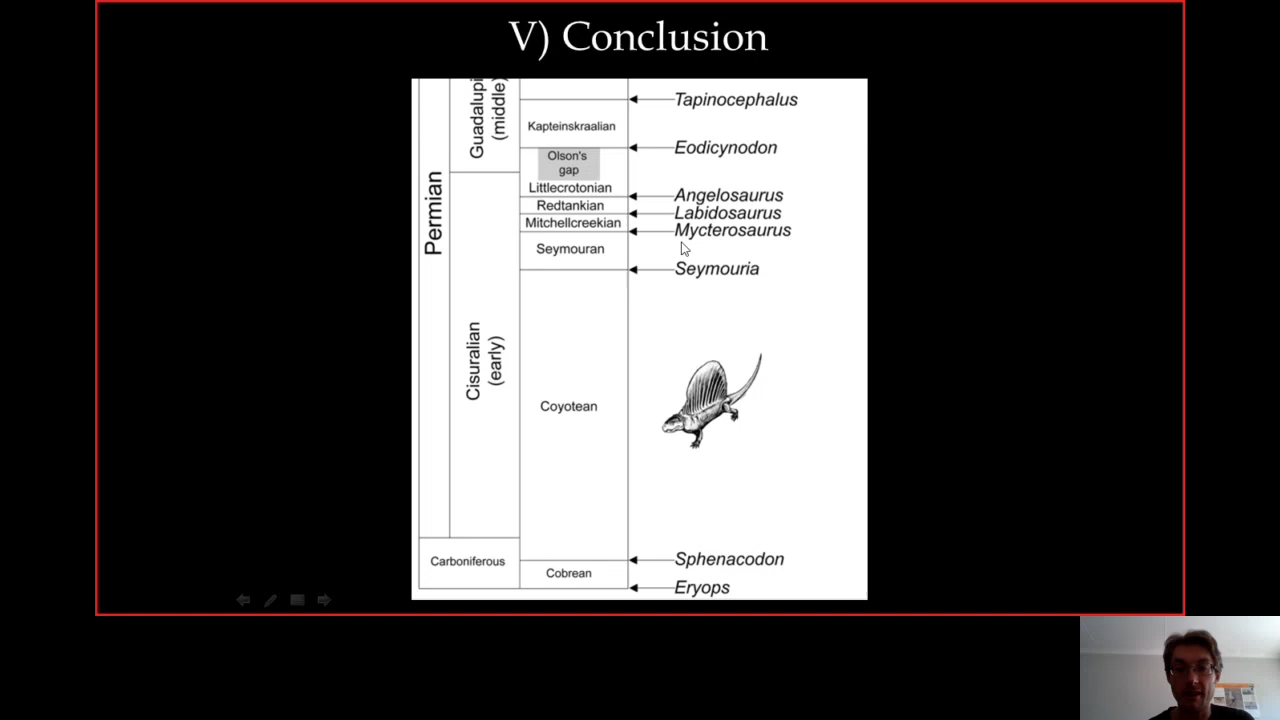 V) Conclusion
Permian
Guadalupi
(middle)
Cisuralian
(early)
Carboniferous
Kapteinskraalian
Olson's
gap
Littlecrotonian
Redtankian
Mitchellcreekian
Seymouran
Coyotean
Cobrean
Tapinocephalus
Eodicynodon
Angelosaurus
Labidosaurus
Mycterosaurus
Seymouria
Sphenacodon
Eryops